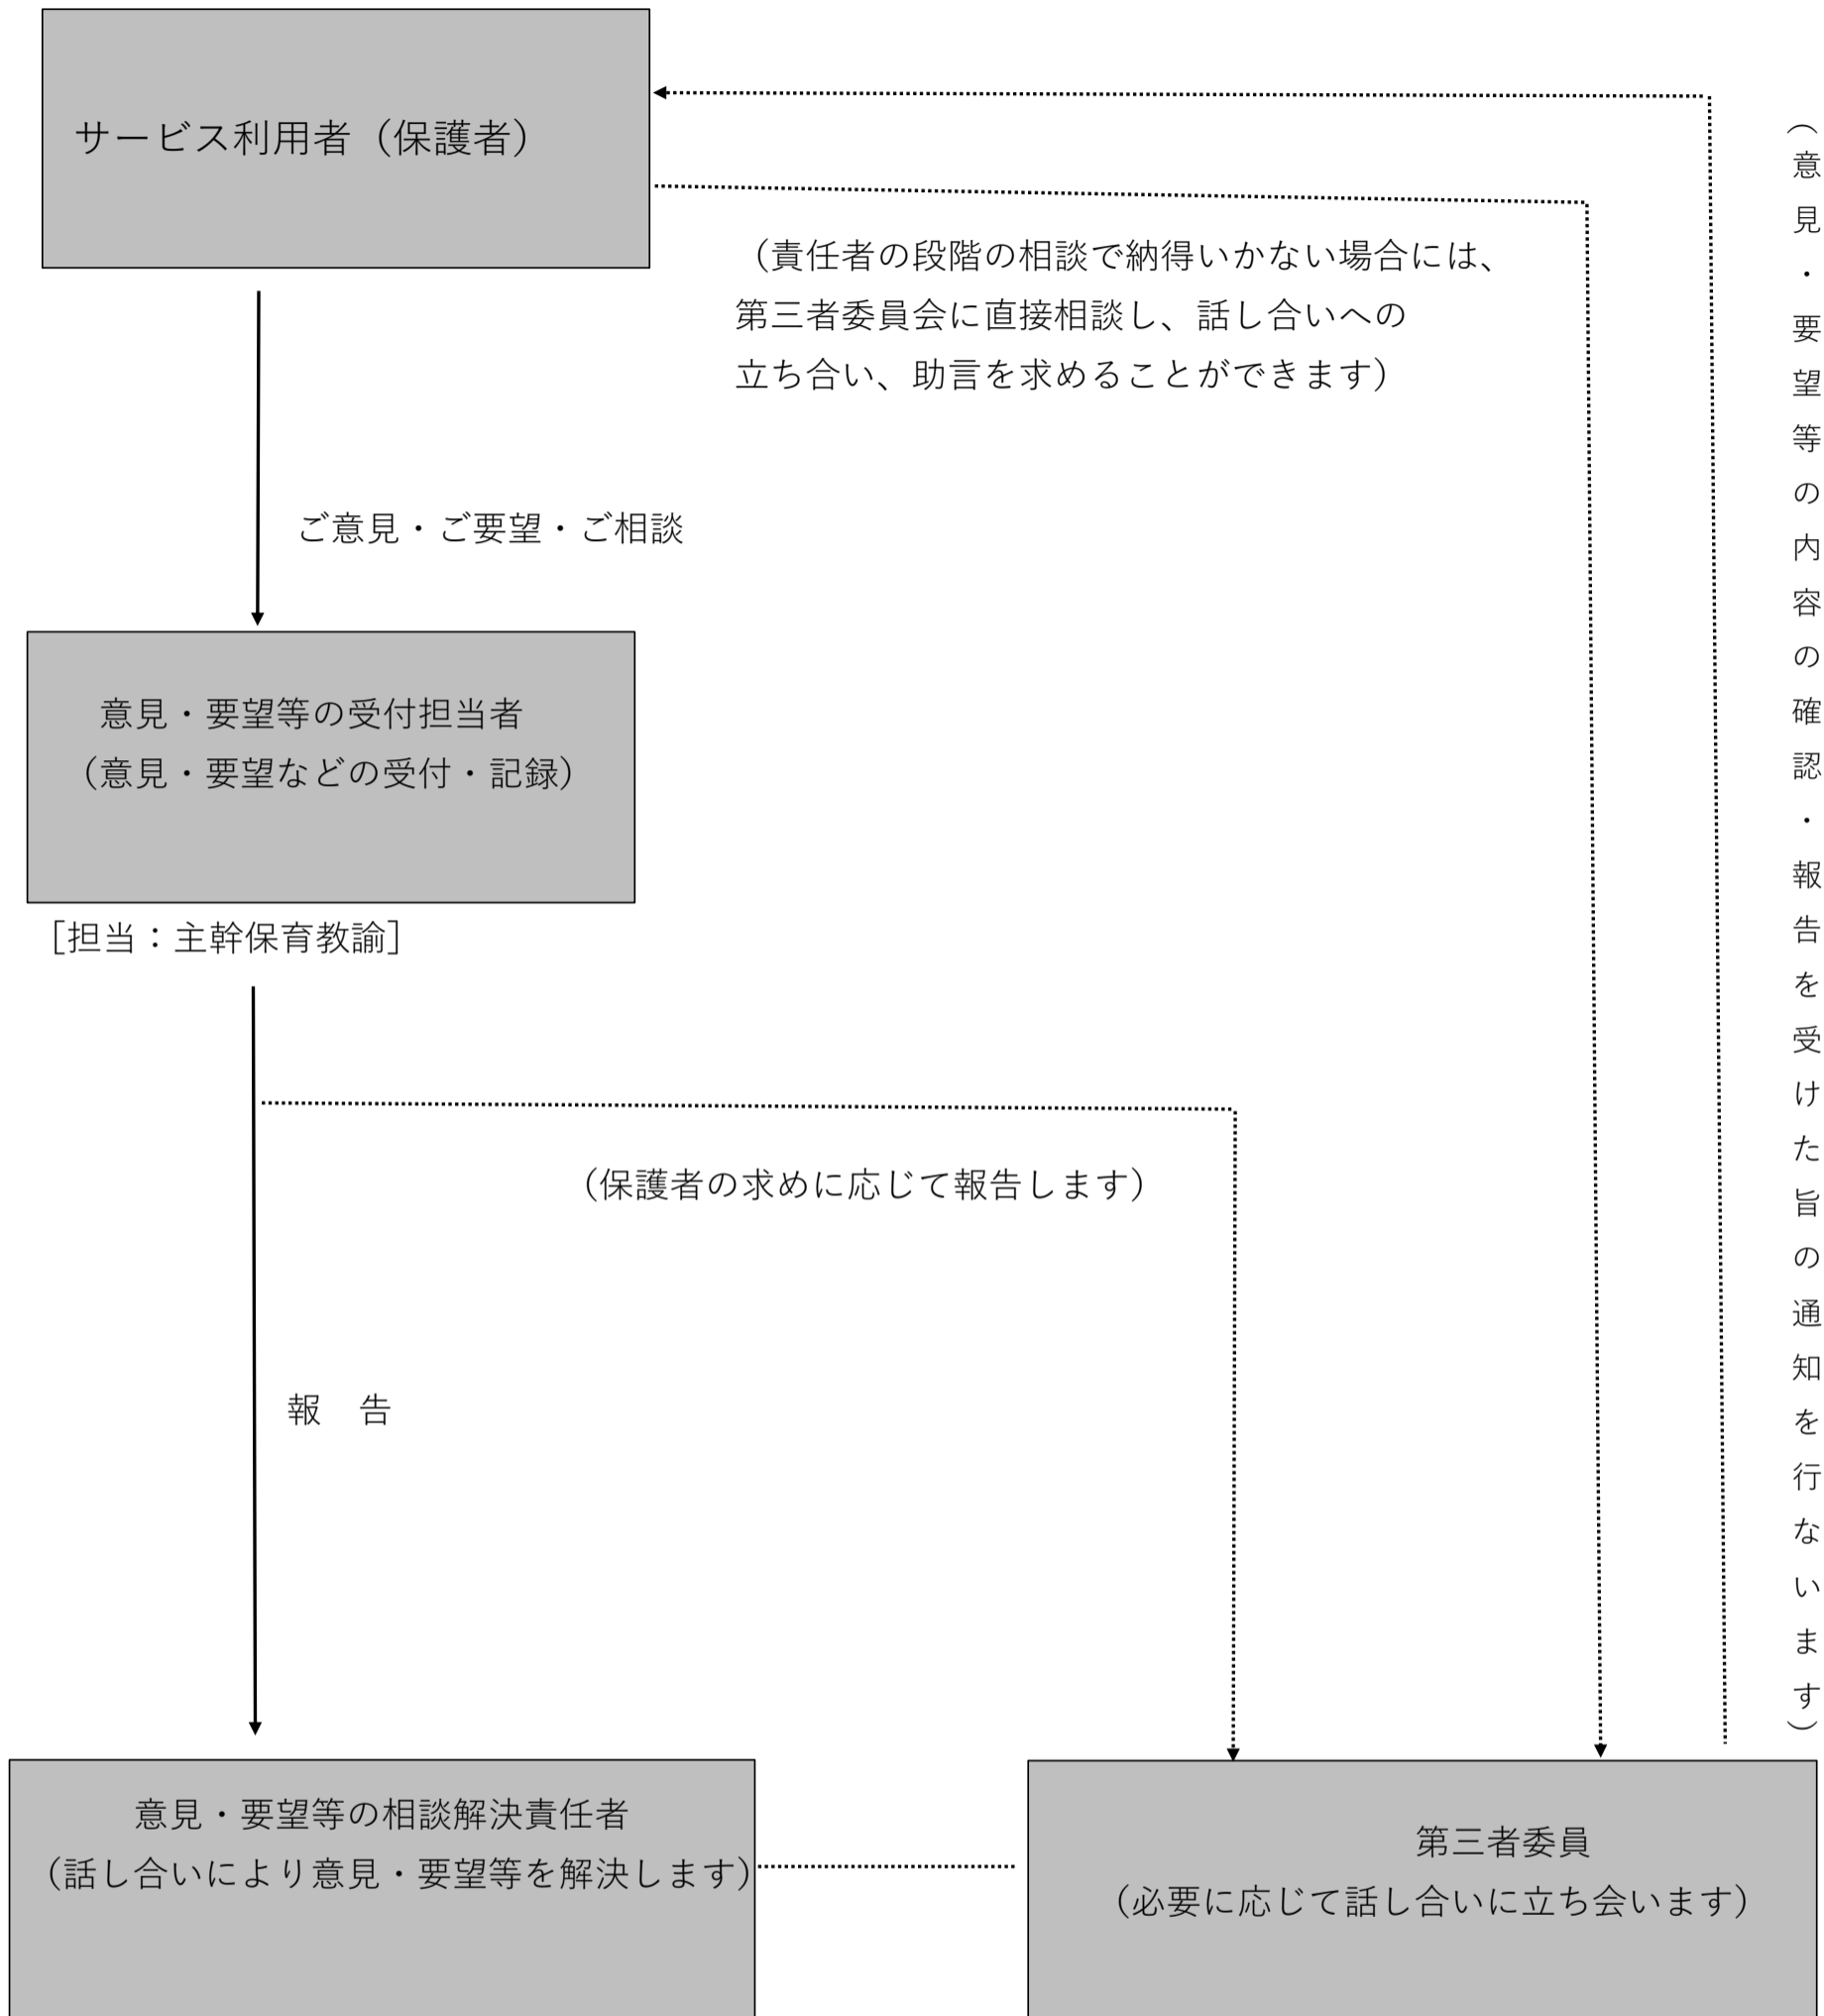 サービス利用者（保護者）
（責任者の段階の相談で納得いかない場合には、
第三者委員会に直接相談し、話し合いへの
立ち合い、助言を求めることができます）
ご意見・ご要望・ご相談
意見・要望等の受付担当者
（意見・要望などの受付・記録）
［担当：主幹保育教諭］
（保護者の求めに応じて報告します）
報　告
意見・要望等の相談解決責任者
（話し合いにより意見・要望等を解決します）
第三者委員
（必要に応じて話し合いに立ち会います）
（意見・要望等の内容の確認・報告を受けた旨の通知を行ないます）